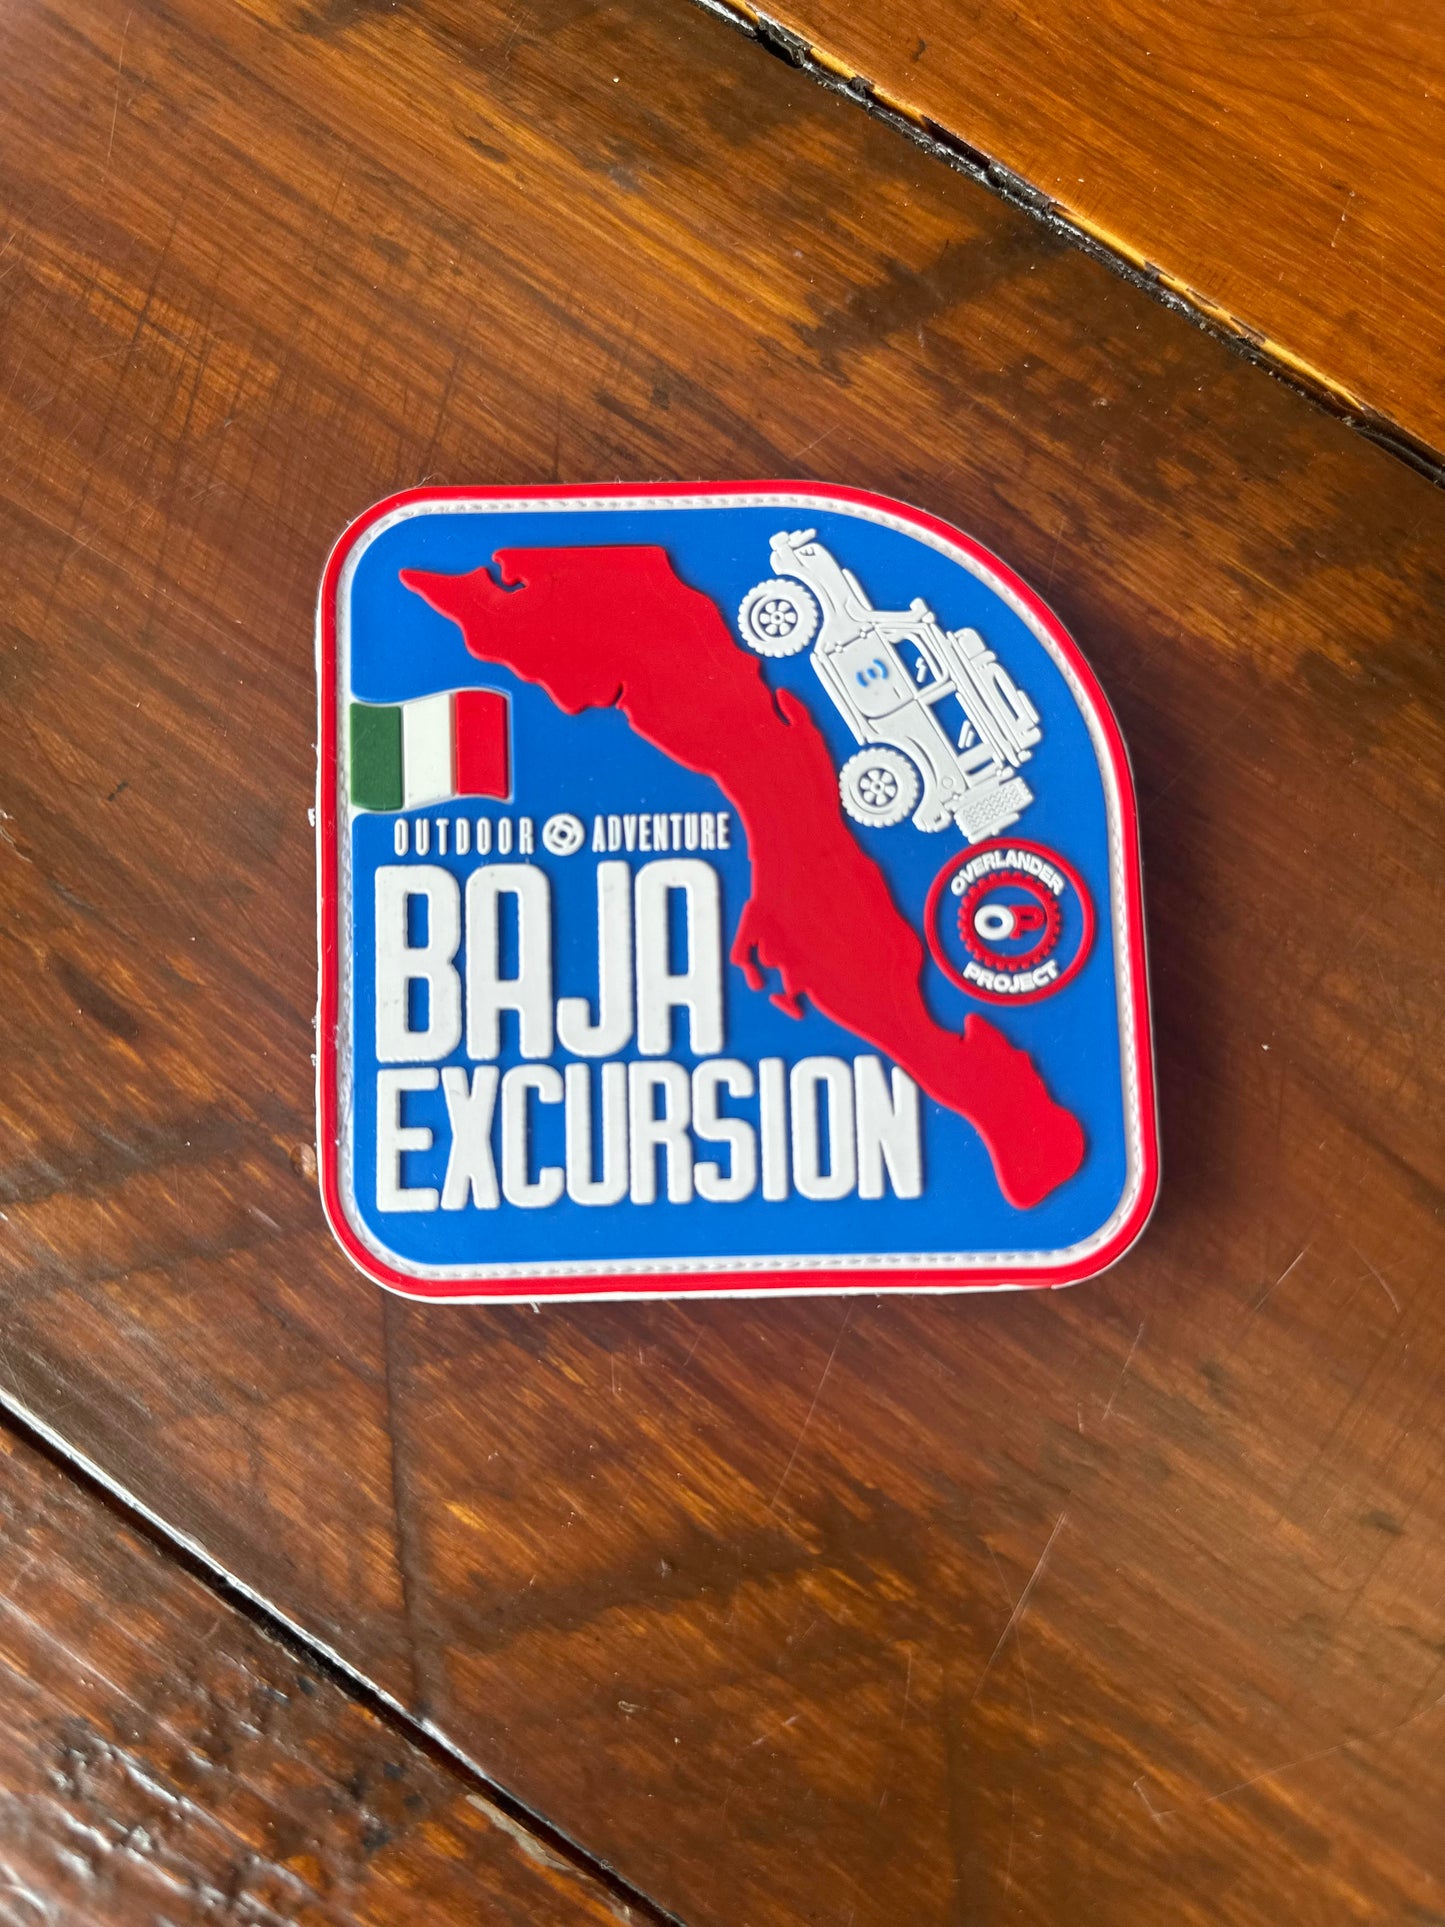 OUTDOOR ADVENTURE
BAJA
EXCURSION
OVERLANDER
OP
PROJECT